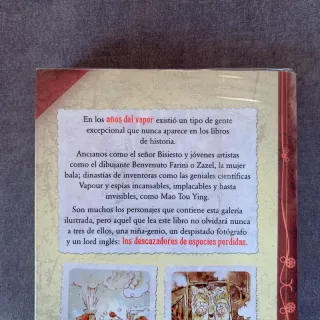 En los años del vapor existió un tipo de gente
excepcional que nunca aparece en los libros
de historia.
Ancianos como el señor Bisiesto y jóvenes artistas
como el dibujante Benvenuto Farini o Zazel, la mujer
bala; dinastías de inventoras como las geniales científicas
Vapour y espías incansables, implacables y hasta
invisibles, como Mao Tou Ying.
Son muchos los personajes que contiene esta galería
ilustrada, pero aquel que lea este libro no olvidará nunca
a tres de ellos, una niña-genio, un despistado fotógrafo
y un lord inglés: los descazadores de especies perdidas.